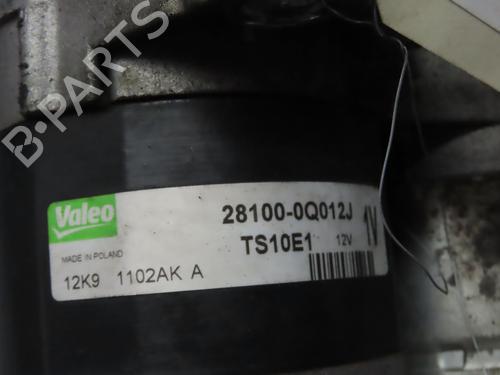 B-PARTS
Valeo
MADE IN POLAND
12K9 1102AK A
28100-0Q012J
TS10E1 12V
1V